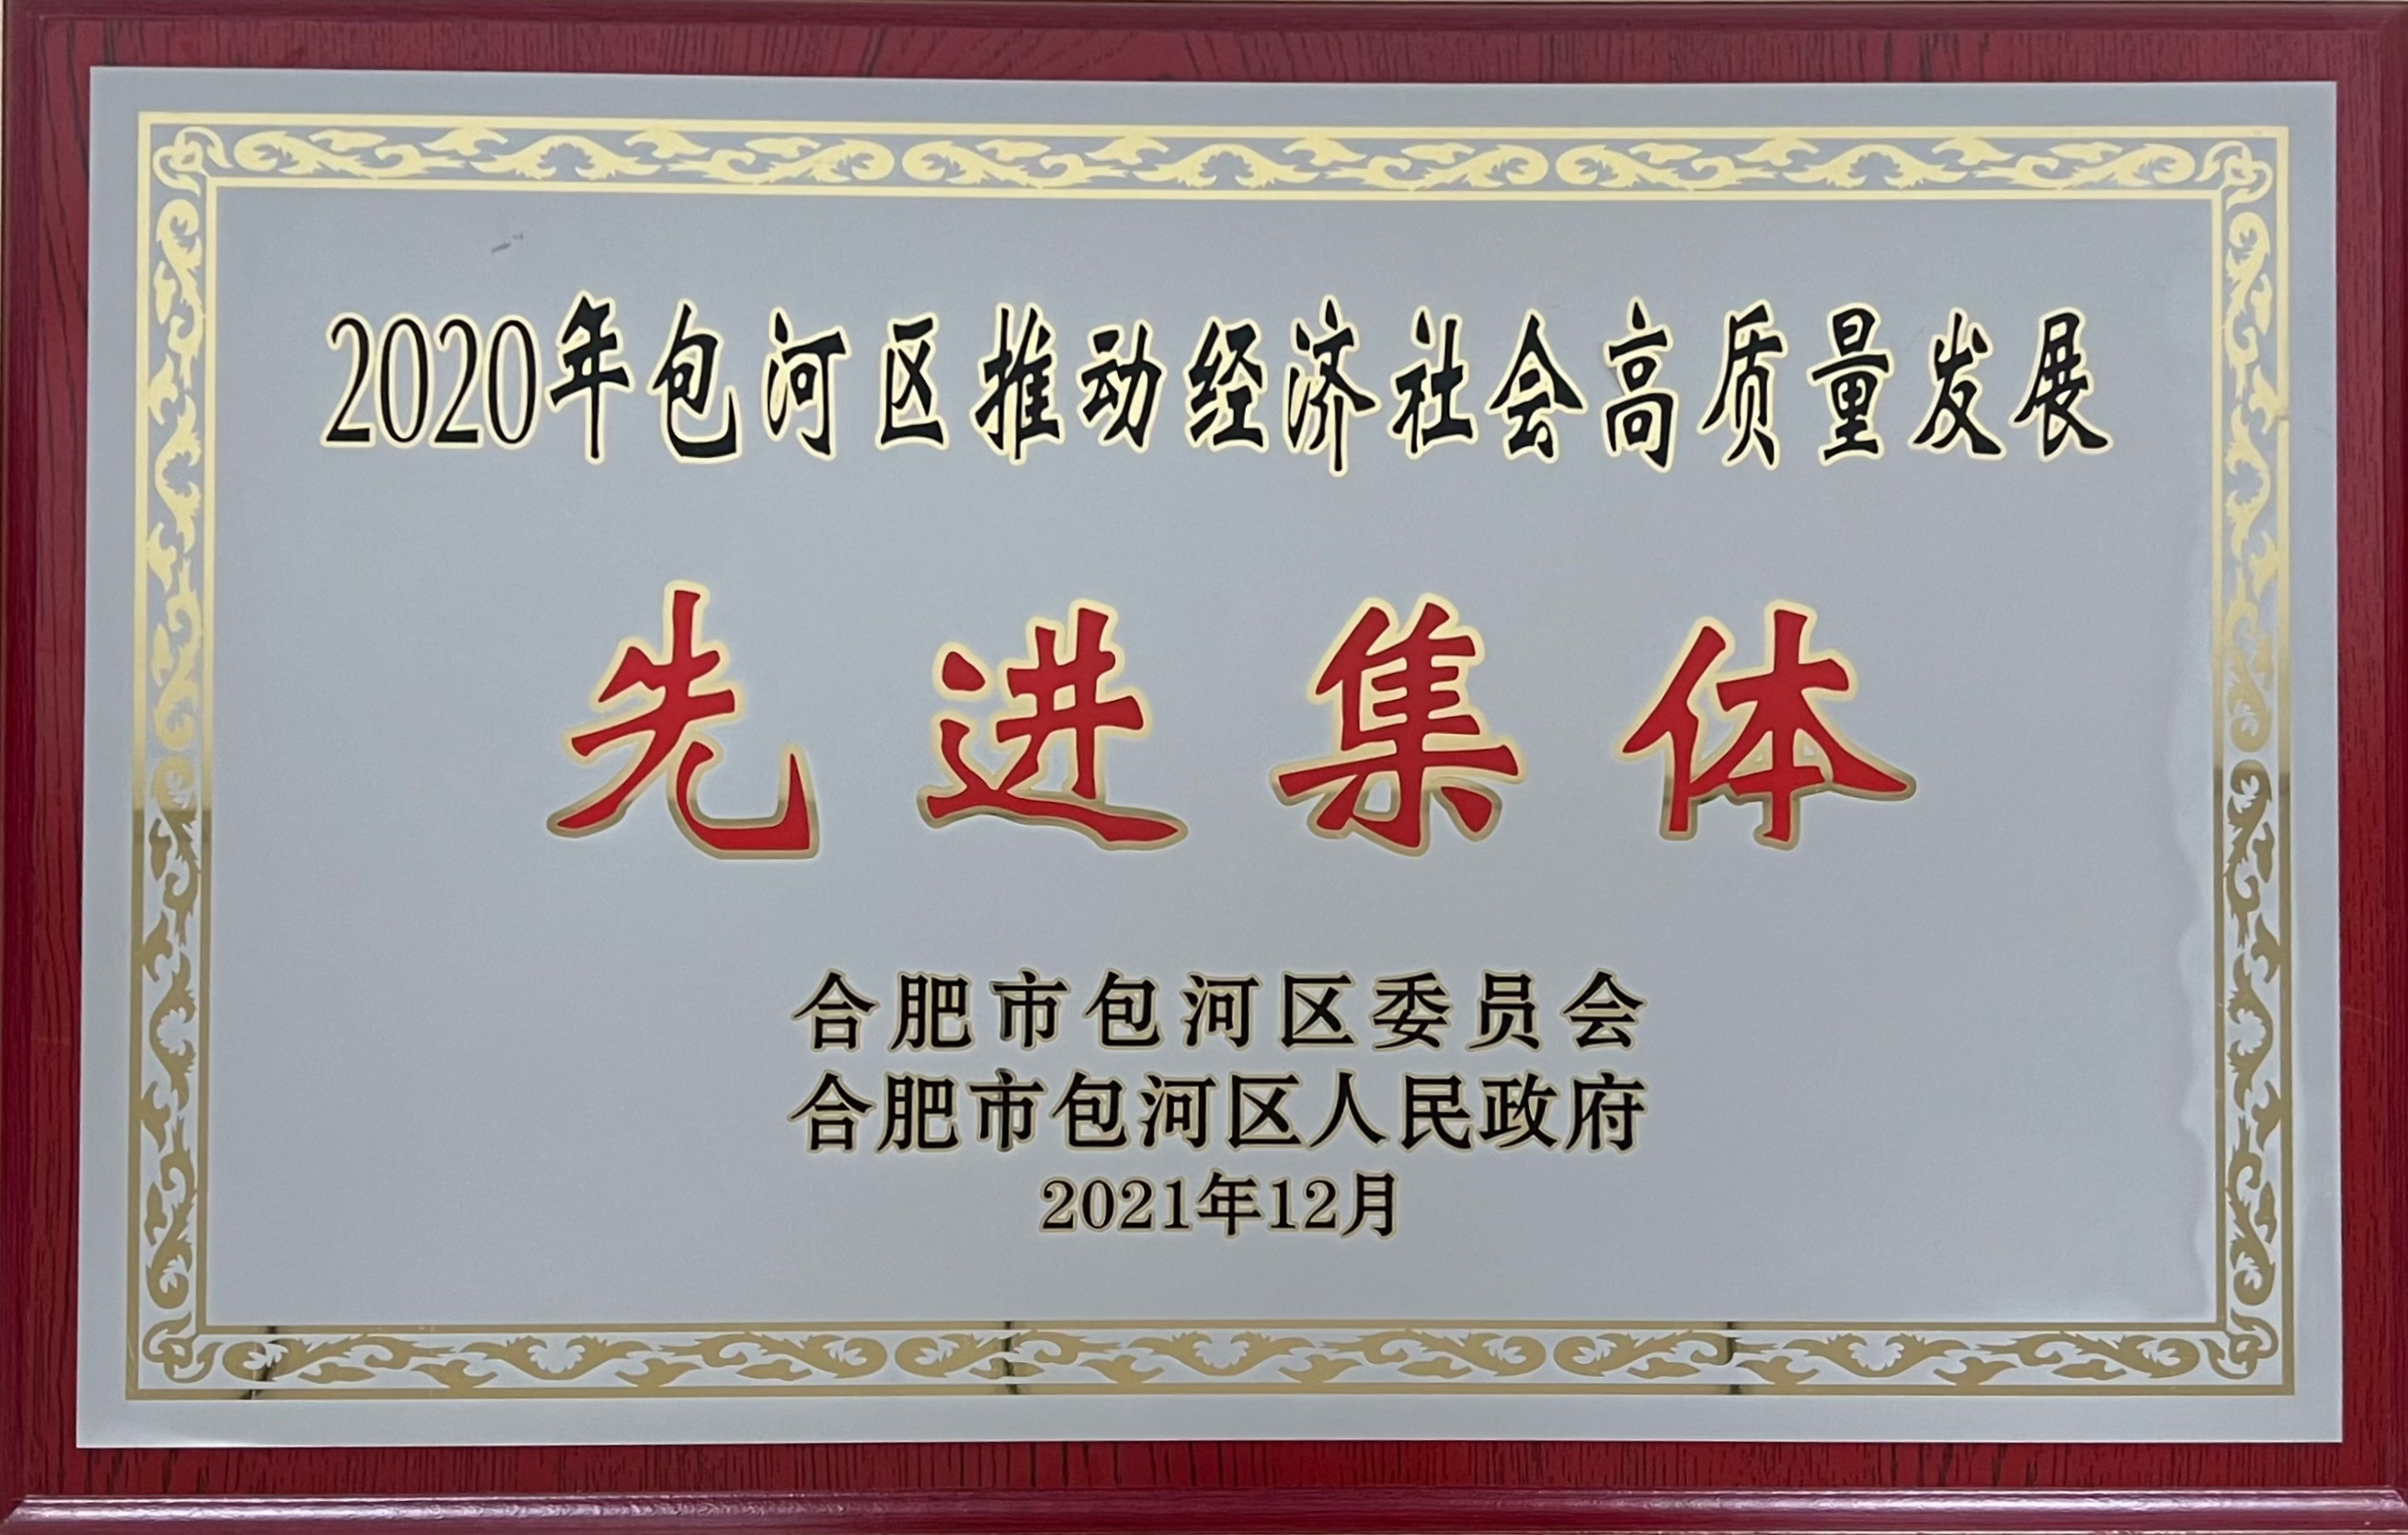 2020年包河区推动经济社会高质量发展
先进集体
合肥市包河区委员会
合肥市包河区人民政府
2021年12月